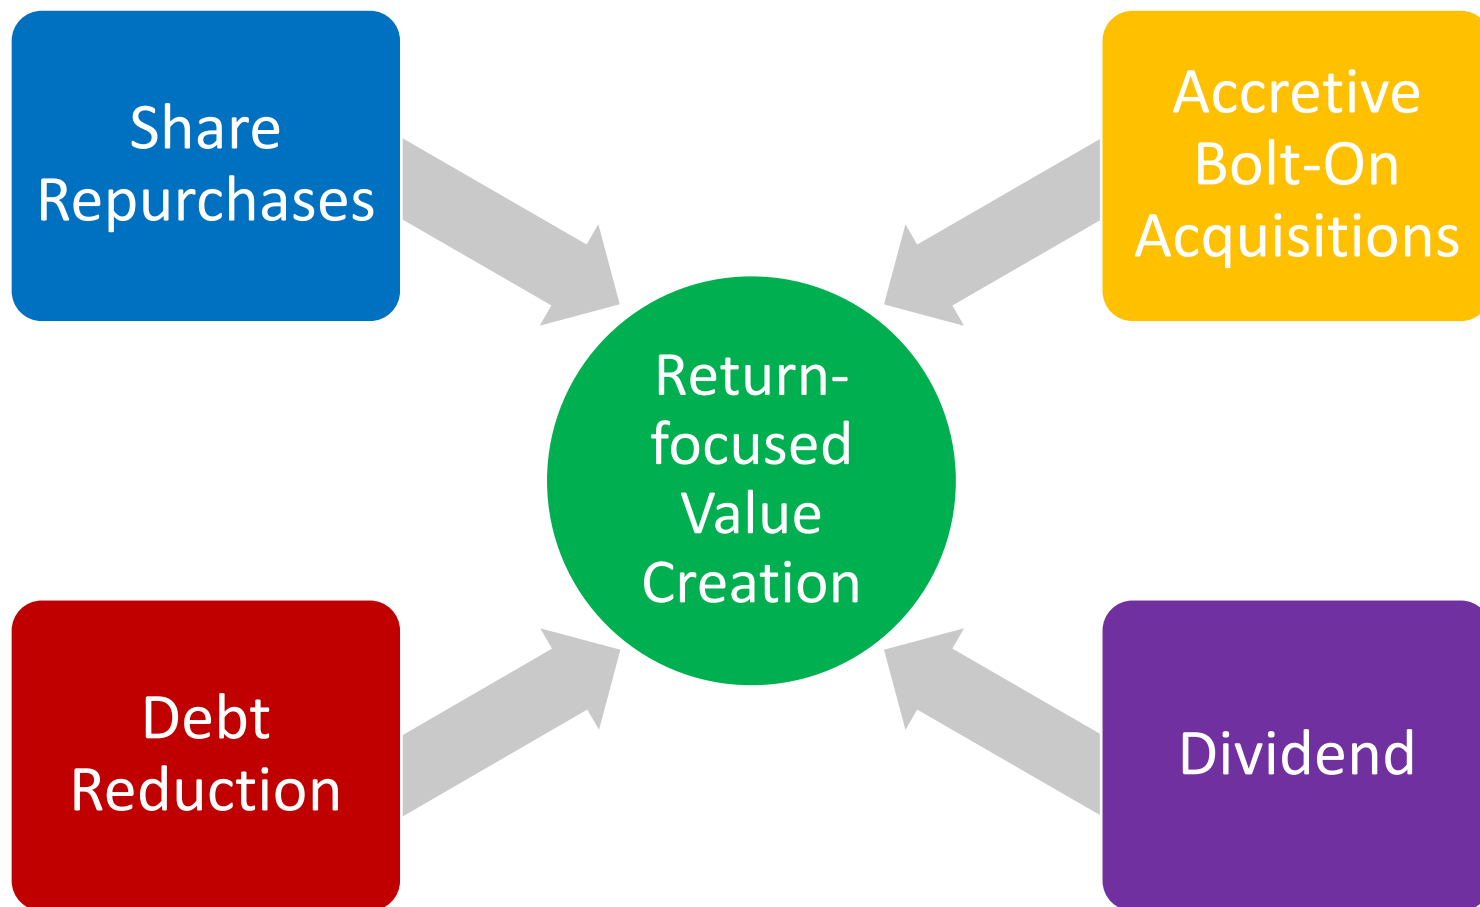 Share
Repurchases
Accretive
Bolt-On
Acquisitions
Return-
focused
Value
Creation
Debt
Reduction
Dividend